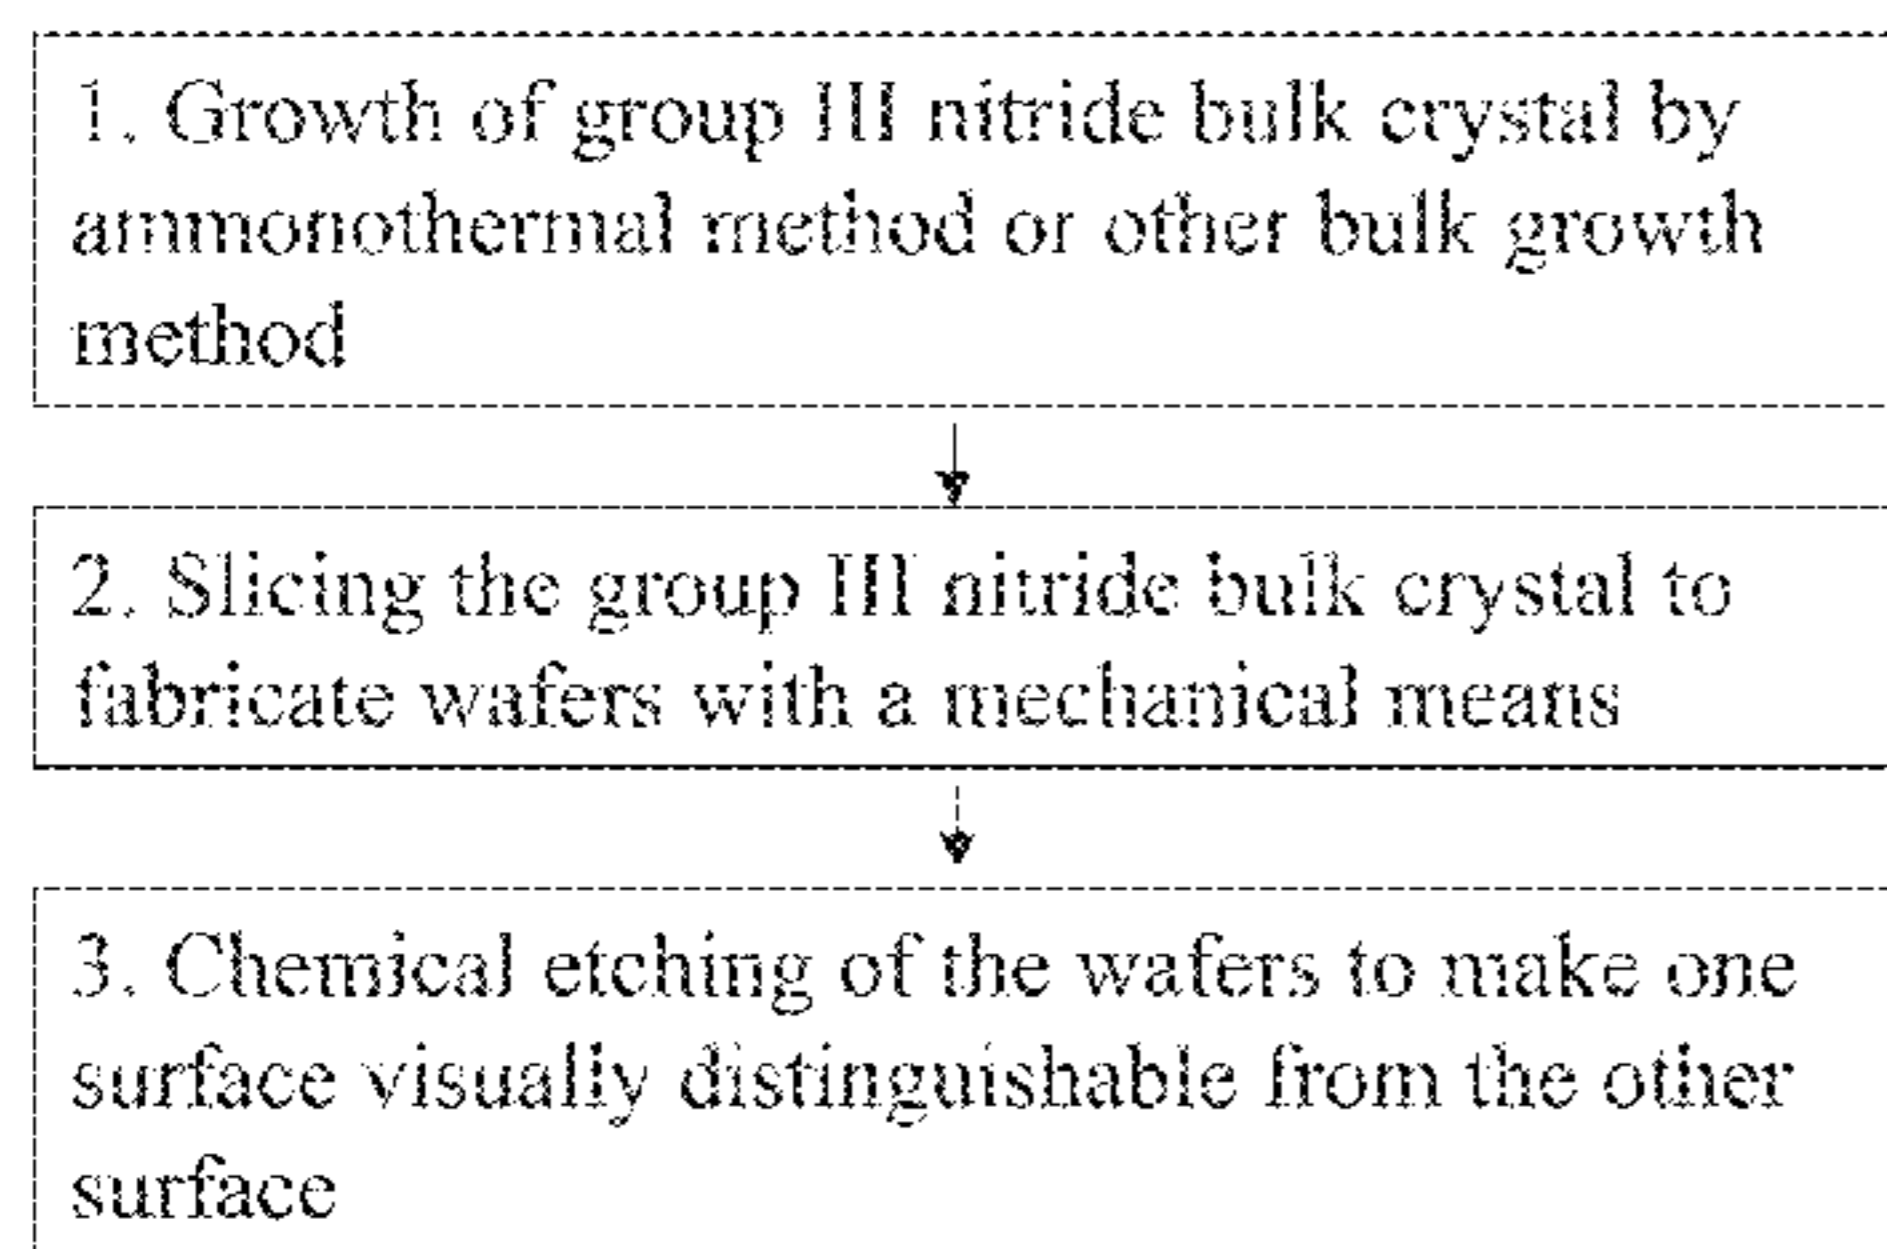 1. Growth of group III nitride bulk crystal by
ammonothermal method or other bulk growth
method
2. Slicing the group III nitride bulk crystal to
fabricate wafers with a mechanical means
3. Chemical etching of the wafers to make one
surface visually distinguishable from the other
surface